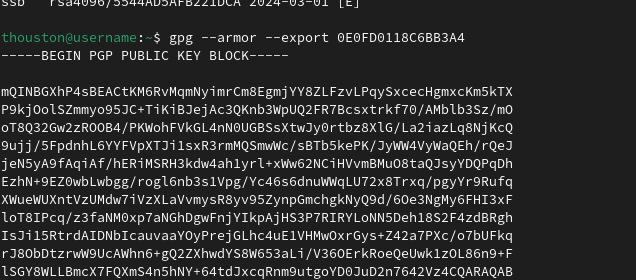 ssb   rsa4096/5544AD5AFB221DCA 2024-03-01 [E]
thouston@username:~$ gpg --armor --export 0E0FD0118C6BB3A4
-----BEGIN PGP PUBLIC KEY BLOCK-----
mQINBGXhP4sBEACtKM6RvMqmNyimrCm8EgmjYY8ZLFzvLPqySxcecHgmxcKm5kTX
P9kjOolSZmmyo95JC+TiKiBJejAc3QKnb3WpUQ2FR7Bcsxtrkf70/AMblb3Sz/mO
oT8Q32Gw2zROOB4/PKWohFVkGL4nN0UGBSsXtwJy0rtbz8XlG/La2iazLq8NjKcQ
9ujj/5FpdnhL6YYFVpXTJi1sxR3rmMQSmwWc/sBTb5kePK/JyWW4VyWaQEh/rQeJ
jeN5yA9fAqiAf/hERiMSRH3kdw4ah1yrl+xWw62NCiHVvmBMuO8taQJsyYDQPqDh
EzhN+9EZ0wbLwbgg/rogl6nb3s1Vpg/Yc46s6dnuWWqLU72x8Trxq/pgyYr9Rufq
XWueWUXntVzUMdw7iVzXLaVvmysR8yv95ZynpGmchgkNyQ9d/6Oe3NgMy6FHI3xF
loT8IPcq/z3faNM0xp7aNGhDgwFnjYIkpAjHS3P7RIRYLoNN5Deh18S2F4zdBRgh
IsJi15RtrdAIDNbIcauvaaYOyPrejGLhc4uE1VHMwOxrGys+Z42a7PXc/o7bUFkq
rJ8ObDtzrwW9UcAWhn6+gQ2ZXhwdYS8W653aLi/V36OErkRoeQeUwk1zOL86n9+F
lSGY8WLLBmcX7FQXmS4n5hNY+64tdJxcqRnm9utgoYD0JuD2n7642Vz4CQARAQAB